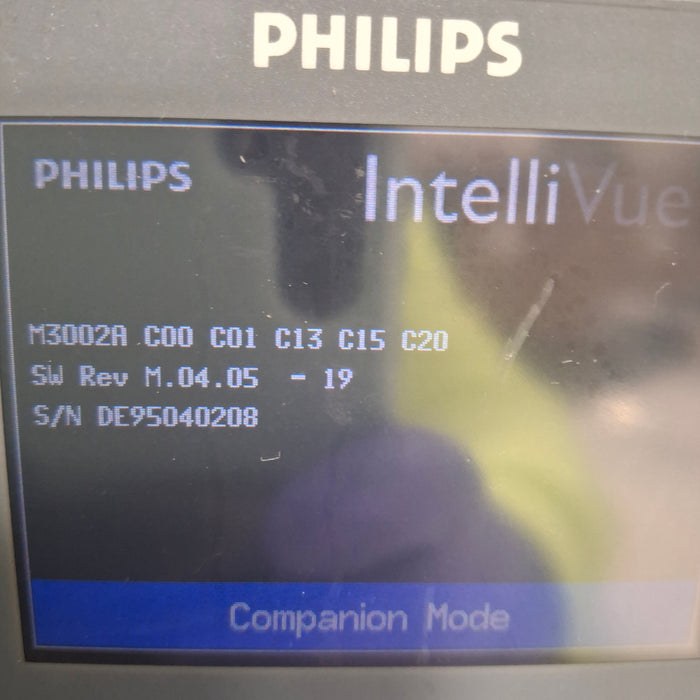 PHILIPS
PHILIPS IntelliVue
M3002A C00 C01 C13 C15 C20
SW Rev M.04.05 - 19
S/N DE95040208
Companion Mode